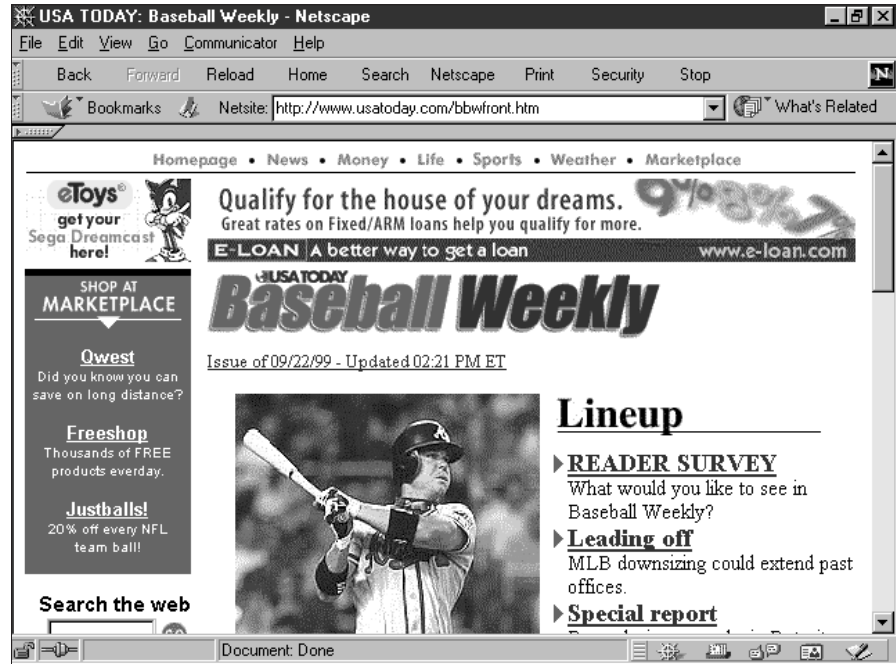 USA TODAY: Baseball Weekly - Netscape
File Edit View Go Communicator Help
Back Forward Reload Home Search Netscape Print Security Stop
N
Bookmarks Netsite: http://www.usatoday.com/bbwfront.htm What's Related
Homepage • News • Money • Life • Sports • Weather • Marketplace
eToys®
get your
Sega Dreamcast
here!
Qualify for the house of your dreams.
Great rates on Fixed/ARM loans help you qualify for more.
E-LOAN A better way to get a loan www.e-loan.com
SHOP AT
MARKETPLACE
Qwest
Did you know you can
save on long distance?
Freeshop
Thousands of FREE
products everday.
Justballs!
20% off every NFL
team ball!
Search the web
USA TODAY
Baseball Weekly
Issue of 09/22/99 - Updated 02:21 PM ET
Lineup
READER SURVEY
What would you like to see in
Baseball Weekly?
Leading off
MLB downsizing could extend past
offices.
Special report
Document: Done